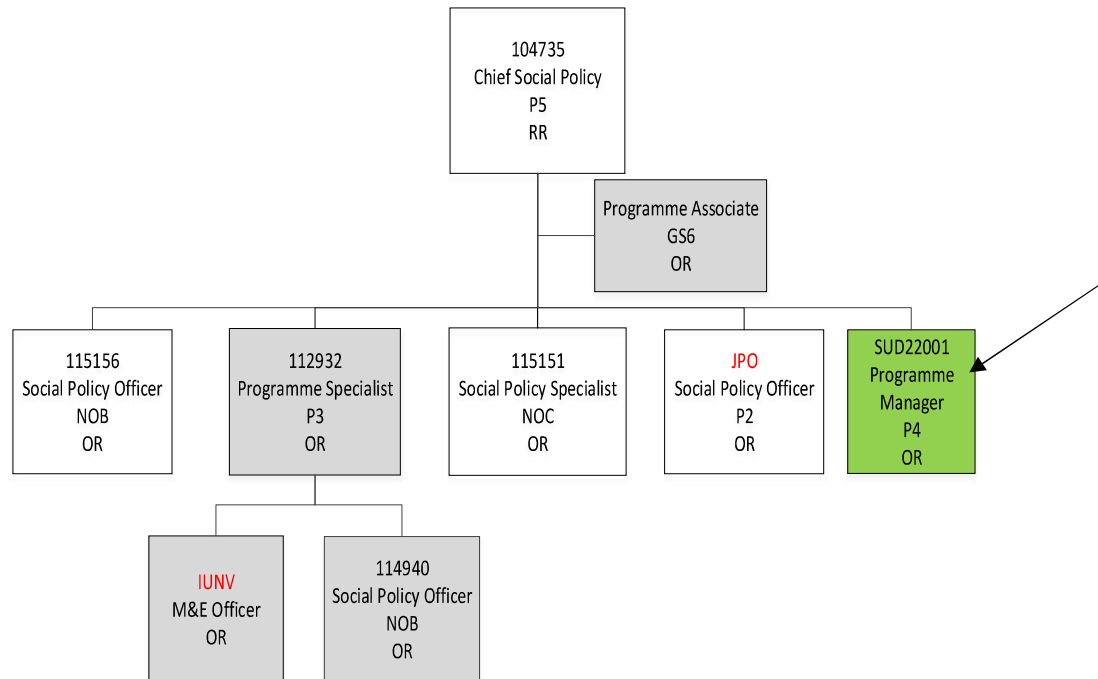 104735
Chief Social Policy
P5
RR
Programme Associate
GS6
OR
115156
Social Policy Officer
NOB
OR
112932
Programme Specialist
P3
OR
115151
Social Policy Specialist
NOC
OR
JPO
Social Policy Officer
P2
OR
SUD22001
Programme
Manager
P4
OR
IUNV
M&E Officer
OR
114940
Social Policy Officer
NOB
OR